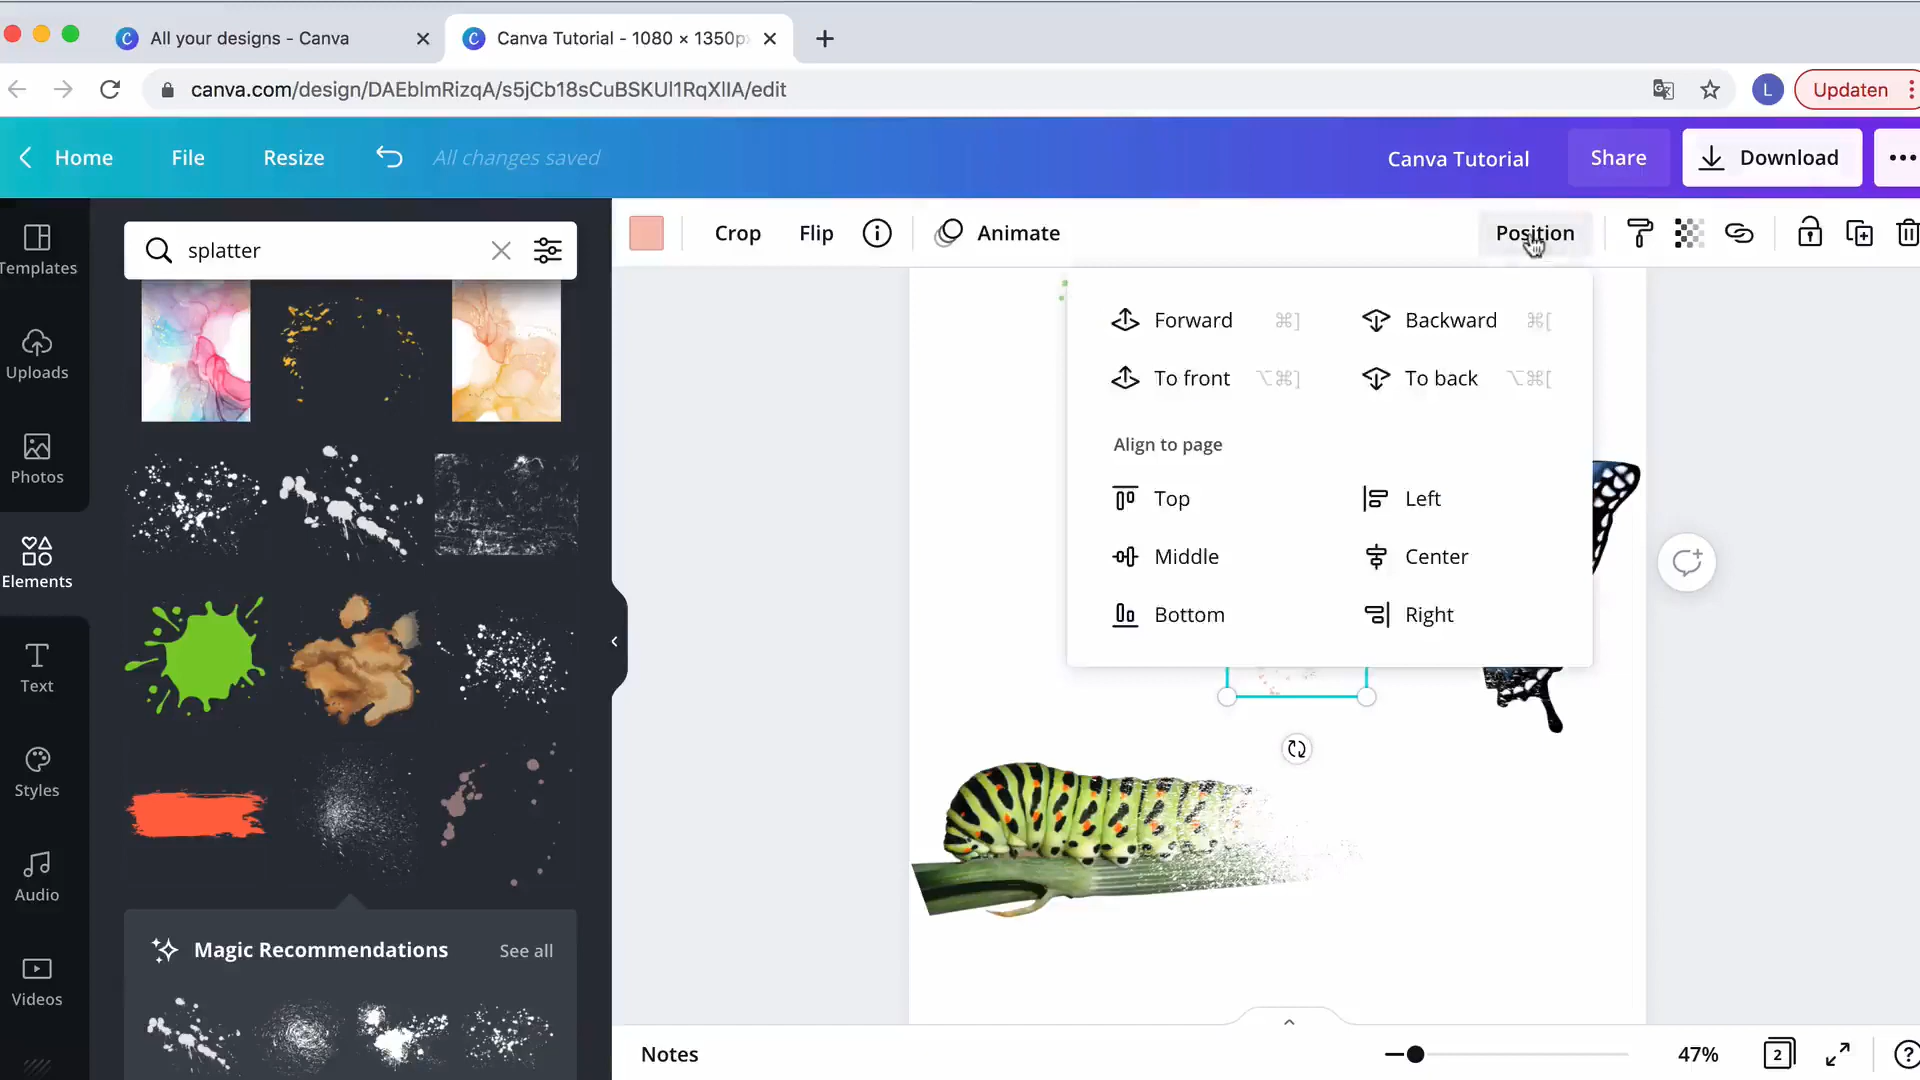 All your designs - Canva
Canva Tutorial - 1080 × 1350p
canva.com/design/DAEblmRizqA/s5jCb18sCuBSKUl1RqXlIA/edit
L
Updaten
Home
File
Resize
All changes saved
Canva Tutorial
Share
Download
Templates
Uploads
Photos
Elements
Text
Styles
Audio
Videos
splatter
Magic Recommendations
See all
Crop
Flip
Animate
Position
Forward ⌘]
Backward ⌘[
To front ⌥⌘]
To back ⌥⌘[
Align to page
Top
Left
Middle
Center
Bottom
Right
Notes
47%
2
?